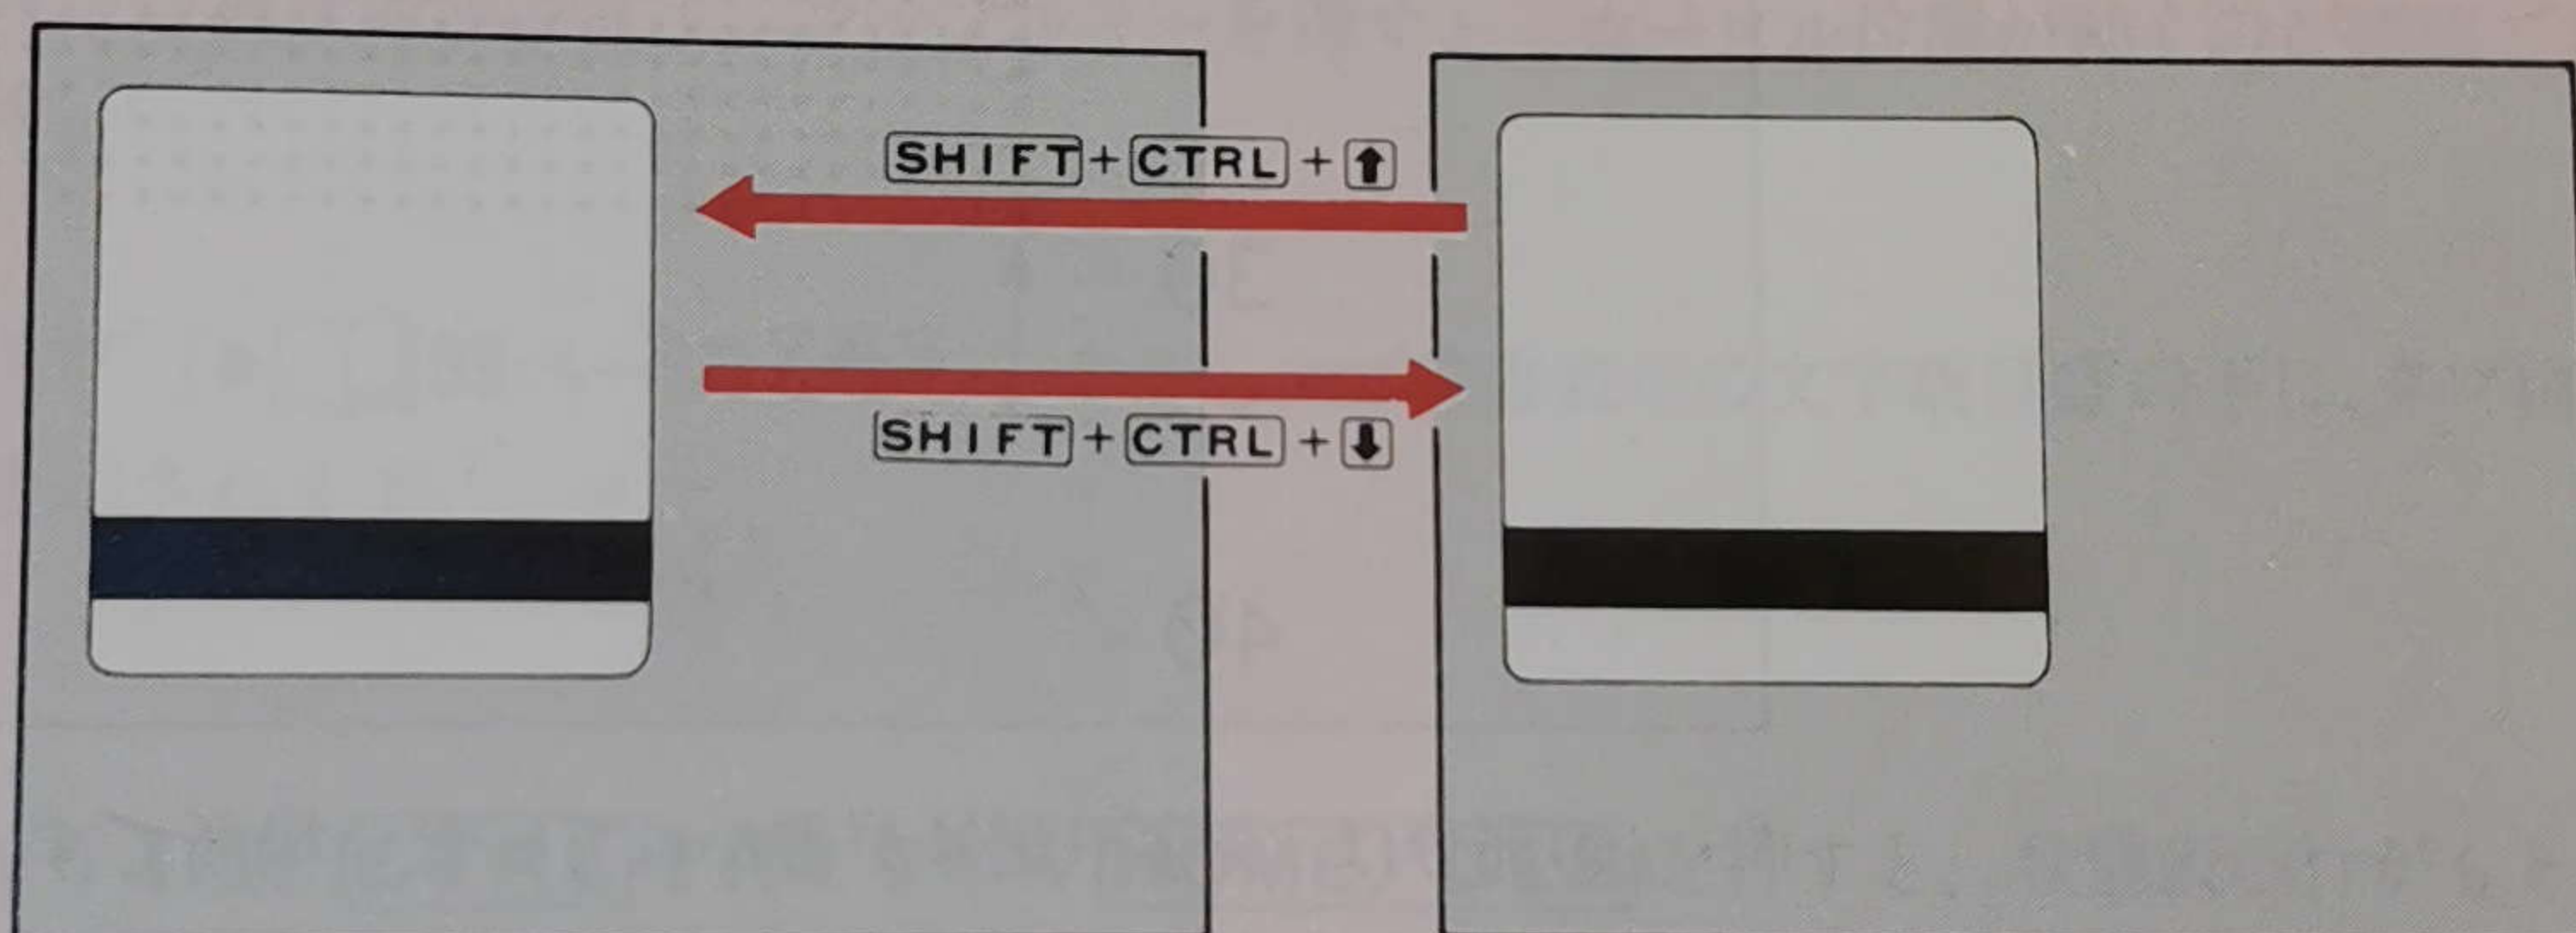 SHIFT + CTRL + ⬆
SHIFT + CTRL + ⬇